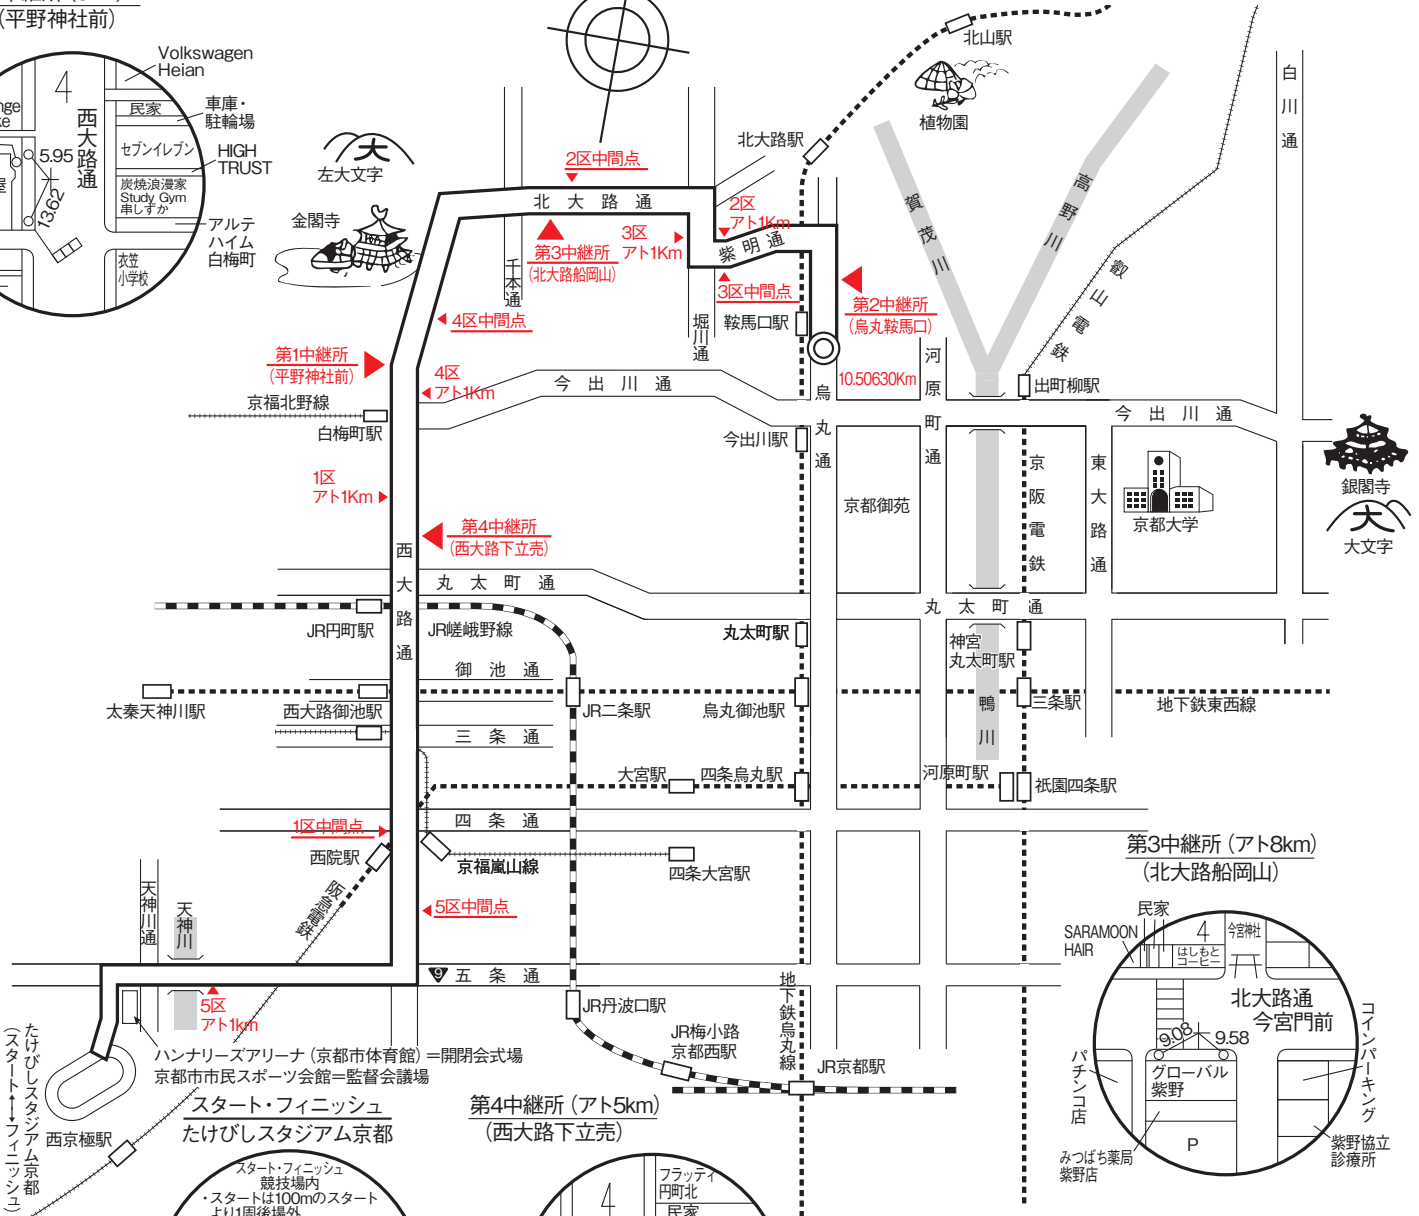 (平野神社前)
Volkswagen
Heian
4
西大路通
5.95
13.62
民家
車庫・
駐輪場
セブンイレブン
HIGH
TRUST
炭焼浪漫家
Study Gym
串しずか
アルテ
ハイム
白梅町
衣笠
小学校
左大文字
金閣寺
北山駅
植物園
白川通
北大路駅
2区中間点
北大路通
2区
アト1Km
3区
アト1Km
紫明通
第3中継所
(北大路船岡山)
千本通
3区中間点
堀川通
鞍馬口駅
第2中継所
(烏丸鞍馬口)
賀茂川
高野川
叡山電鉄
4区中間点
第1中継所
(平野神社前)
4区
アト1Km
今出川通
10.50630Km
烏丸通
河原町通
出町柳駅
今出川通
京福北野線
白梅町駅
今出川駅
京都御苑
京阪電鉄
東大路通
京都大学
銀閣寺
大文字
1区
アト1Km
第4中継所
(西大路下立売)
西大路通
丸太町通
丸太町通
JR円町駅
JR嵯峨野線
丸太町駅
神宮
丸太町駅
御池通
太秦天神川駅
西大路御池駅
JR二条駅
烏丸御池駅
鴨川
三条駅
地下鉄東西線
三条通
大宮駅
四条烏丸駅
河原町駅
祇園四条駅
四条通
1区中間点
西院駅
京福嵐山線
四条大宮駅
阪急電鉄
天神川通
天神川
5区中間点
9
五条通
5区
アト1km
JR丹波口駅
地下鉄烏丸線
JR梅小路
京都西駅
JR京都駅
たけびしスタジアム京都
(スタート↔フィニッシュ)
ハンナリーズアリーナ (京都市体育館) =開閉会式場
京都市市民スポーツ会館=監督会議場
西京極駅
スタート・フィニッシュ
たけびしスタジアム京都
スタート・フィニッシュ
競技場内
・スタートは100mのスタート
より1周後場外
第4中継所 (アト5km)
(西大路下立売)
4
フラッティ
円町北
民家
第3中継所 (アト8km)
(北大路船岡山)
民家
SARAMOON
HAIR
4
はしもと
コーヒー
今宮神社
北大路通
今宮門前
9.08
9.58
グローバル
紫野
パチンコ店
コインパーキング
みつばち薬局
紫野店
P
紫野協立
診療所